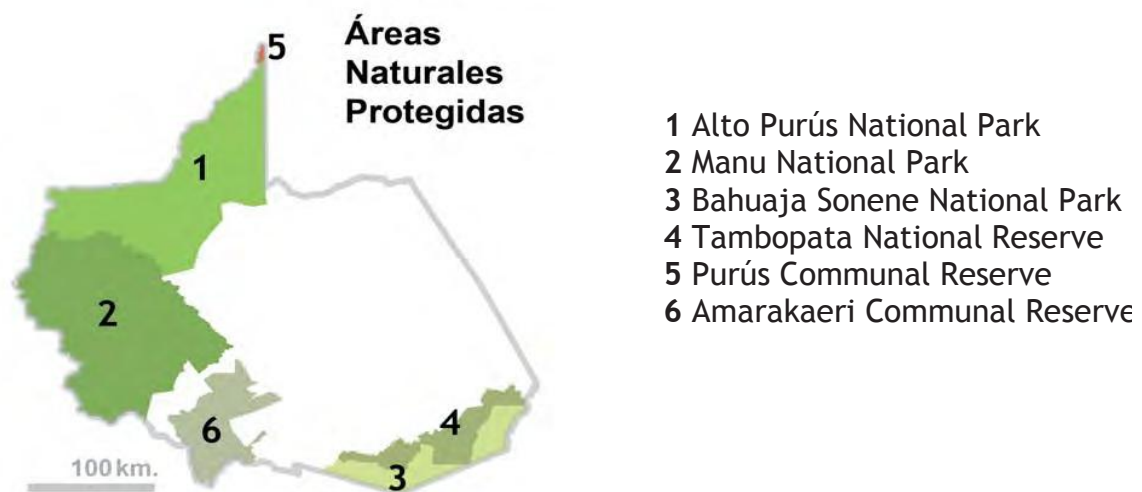 Áreas
Naturales
Protegidas
5
1
2
6
4
3
100 km.
1 Alto Purús National Park
2 Manu National Park
3 Bahuaja Sonene National Park
4 Tambopata National Reserve
5 Purús Communal Reserve
6 Amarakaeri Communal Reserve